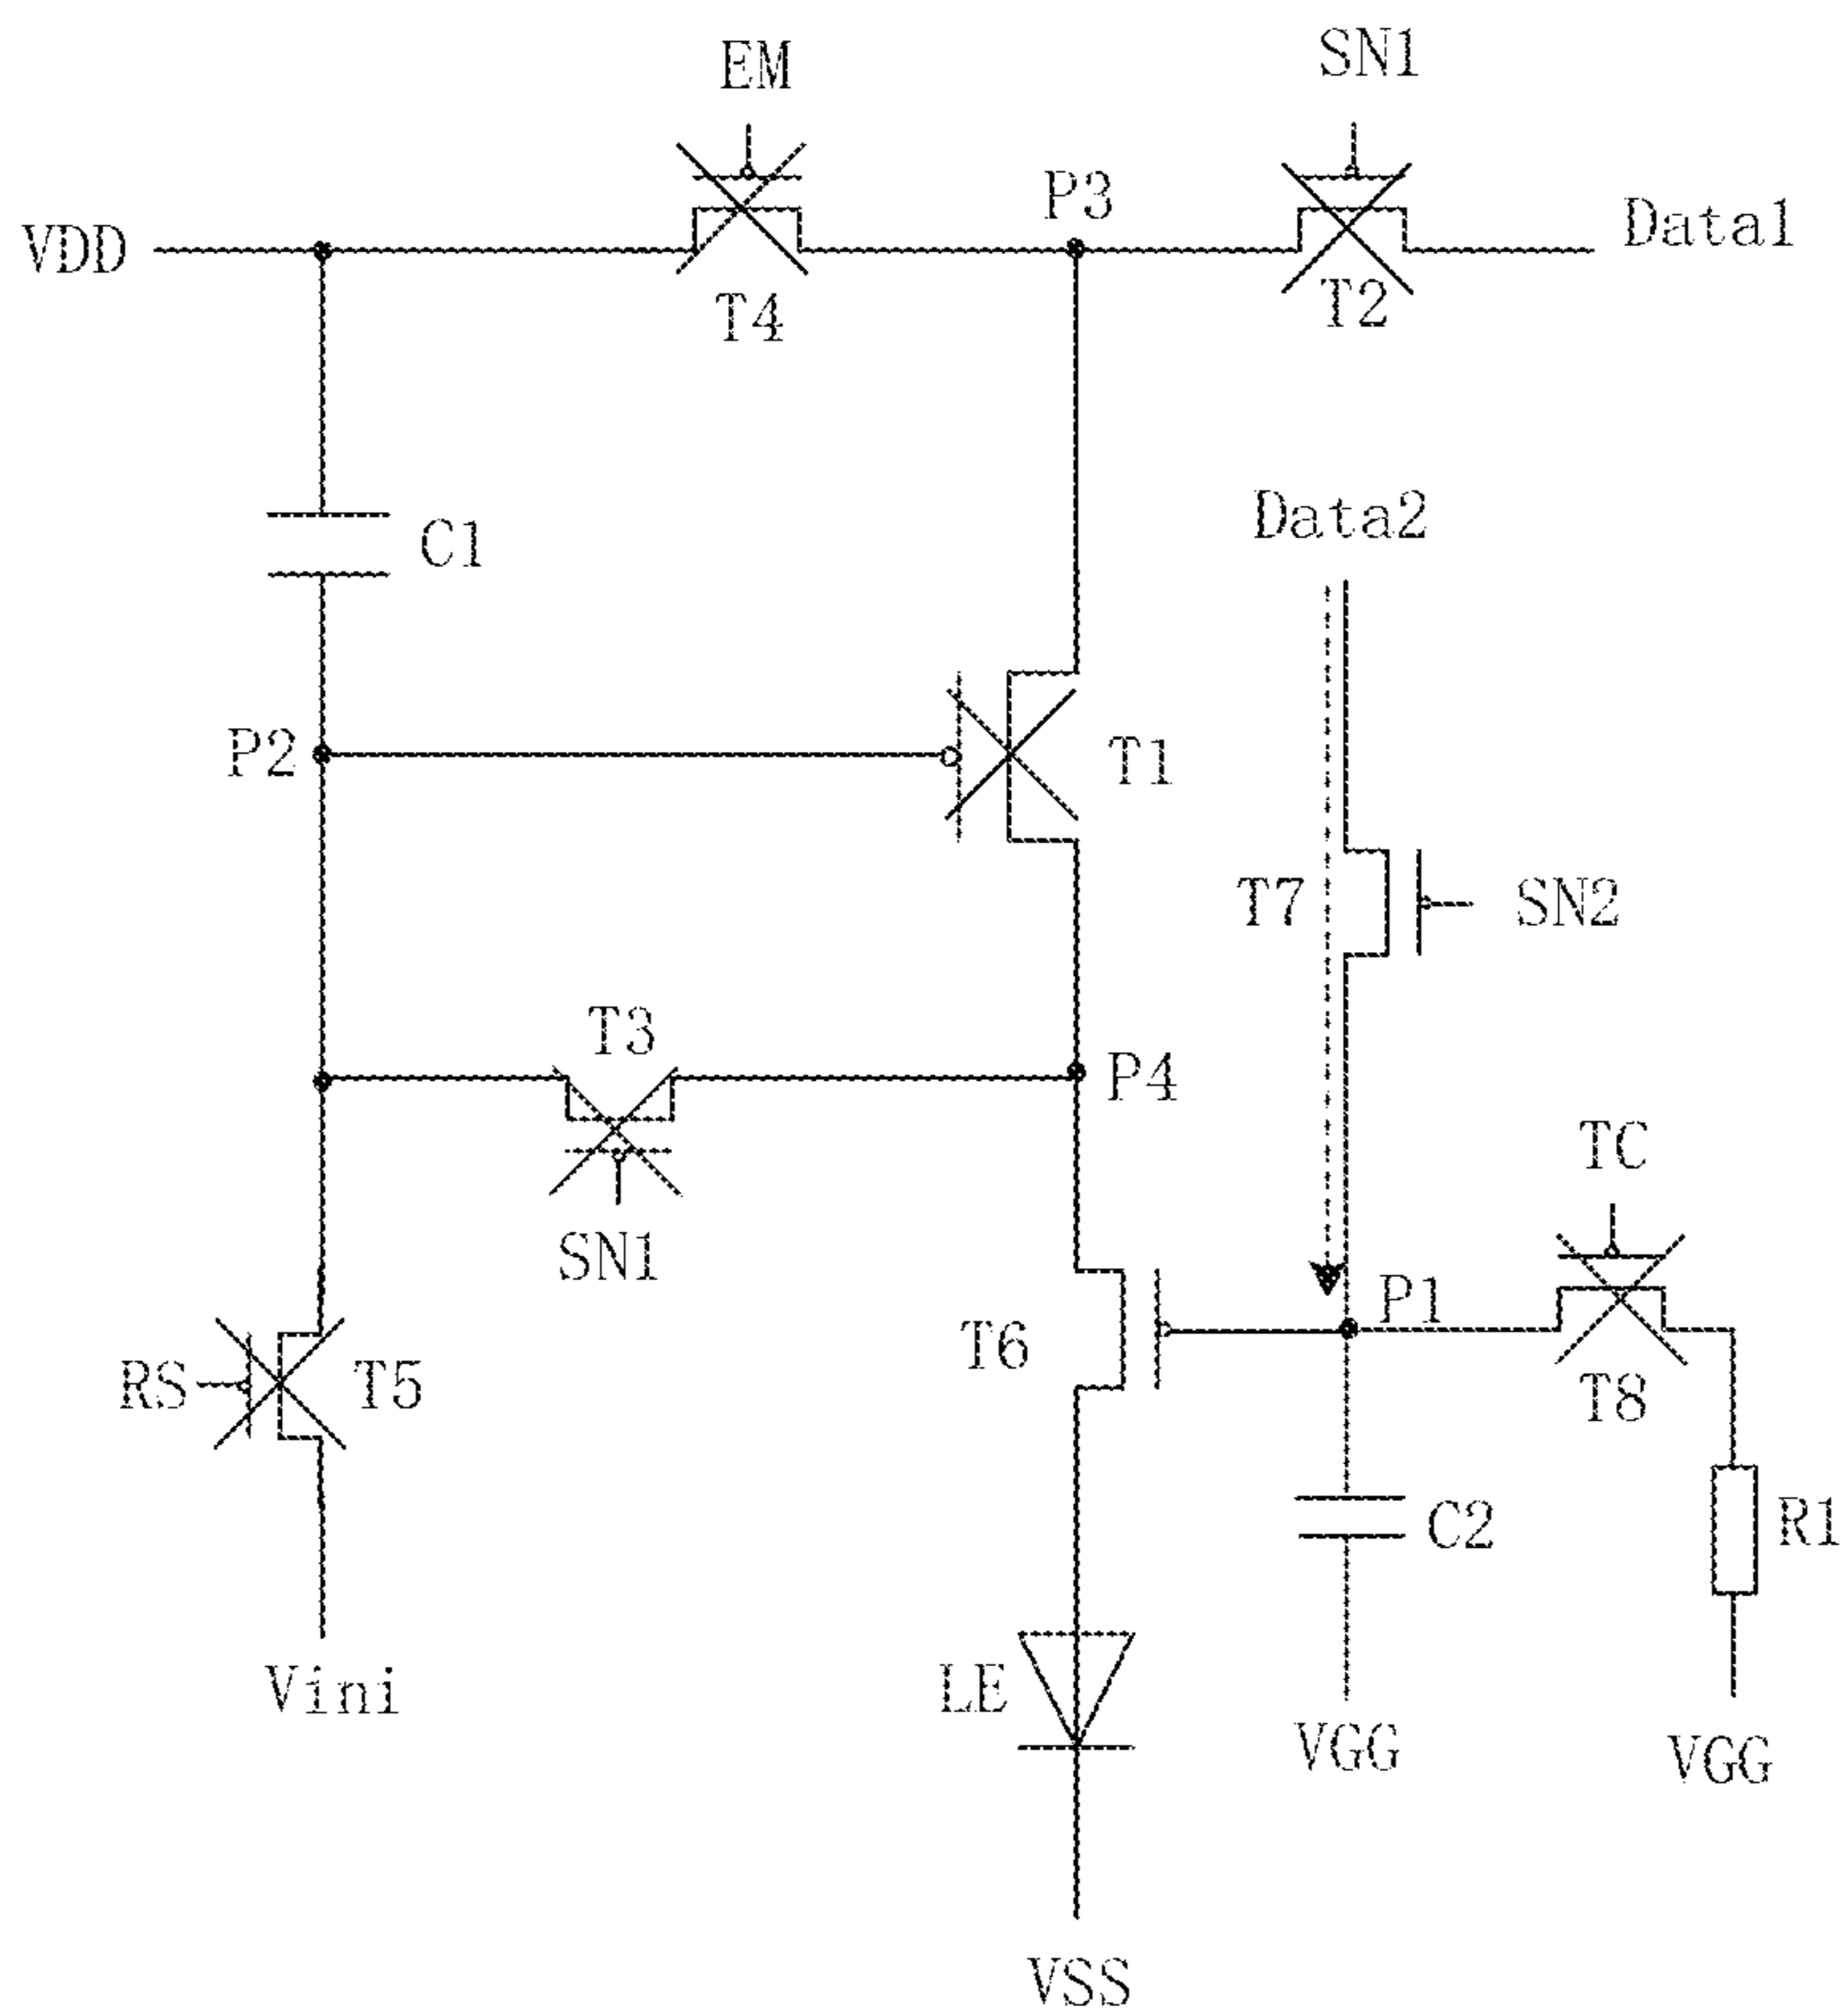 EM
SN1
VDD
P3
Data1
T4
T2
C1
Data2
P2
T1
T7
SN2
T3
P4
TC
SN1
P1
T6
RS
T5
T8
C2
R1
LE
Vini
VGG
VGG
VSS